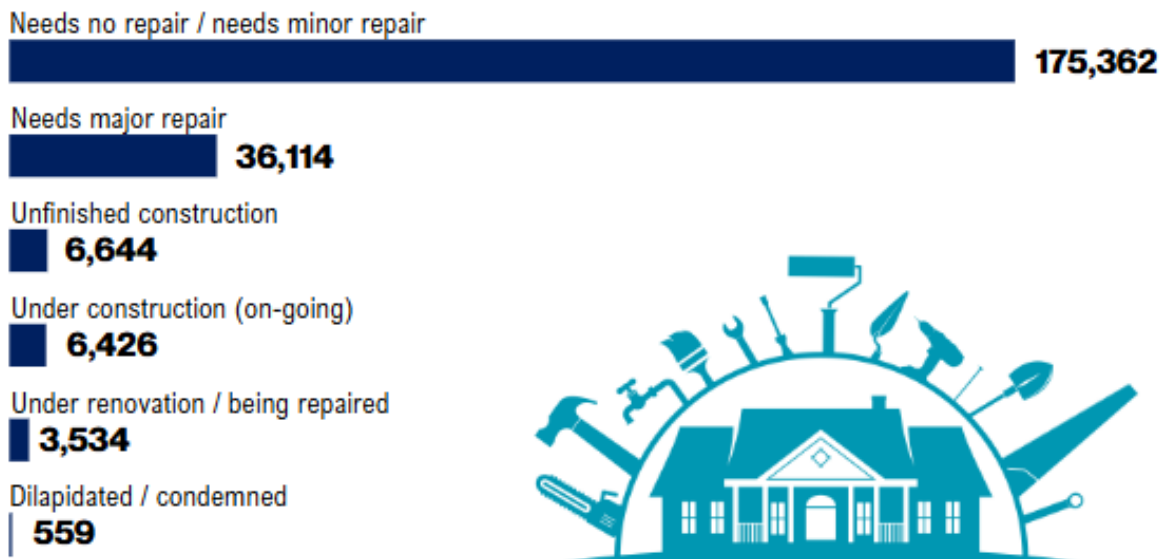 Needs no repair / needs minor repair
175,362
Needs major repair
36,114
Unfinished construction
6,644
Under construction (on-going)
6,426
Under renovation / being repaired
3,534
Dilapidated / condemned
559